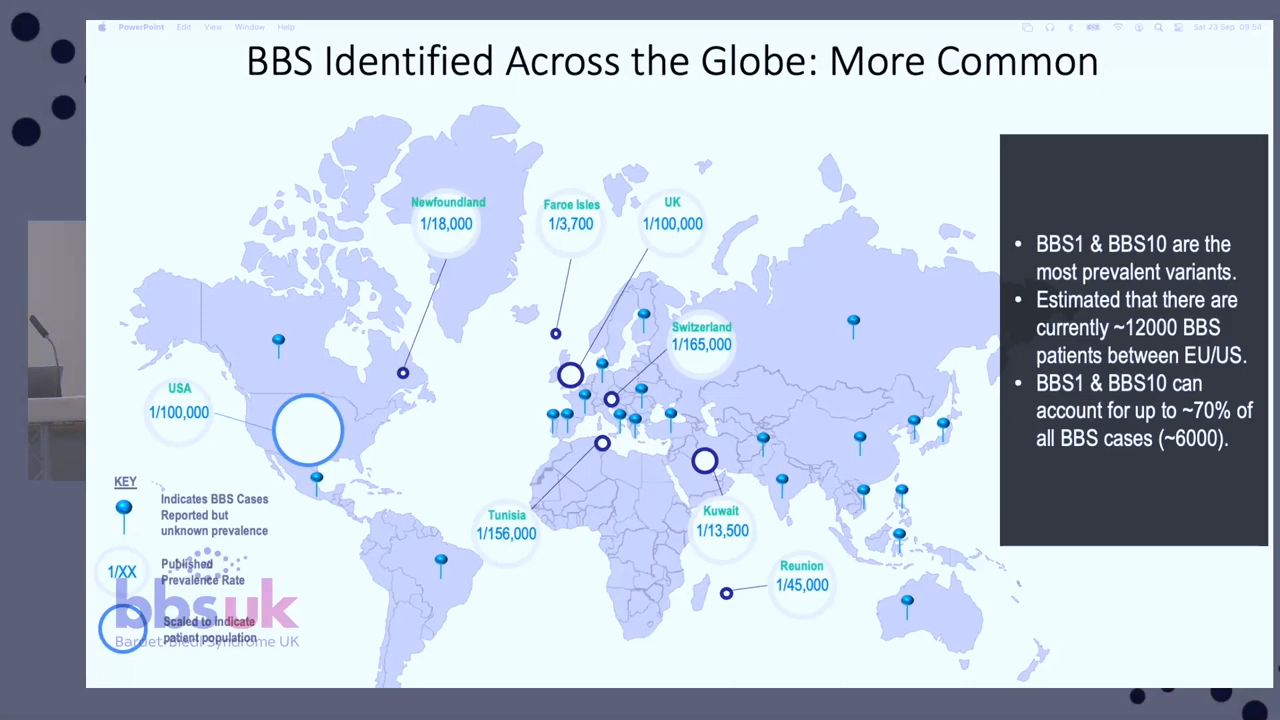 PowerPoint Edit View Window Help
Sat 23 Sep 09:54
BBS Identified Across the Globe: More Common
Newfoundland
1/18,000
Faroe Isles
1/3,700
UK
1/100,000
Switzerland
1/165,000
USA
1/100,000
Tunisia
1/156,000
Kuwait
1/13,500
Reunion
1/45,000
KEY
Indicates BBS Cases
Reported but
unknown prevalence
1/XX
Published
Prevalence Rate
Scaled to Indicate
patient population
bbsuk
Bardet-Biedl Syndrome UK
• BBS1 & BBS10 are the
most prevalent variants.
• Estimated that there are
currently ~12000 BBS
patients between EU/US.
• BBS1 & BBS10 can
account for up to ~70% of
all BBS cases (~6000).